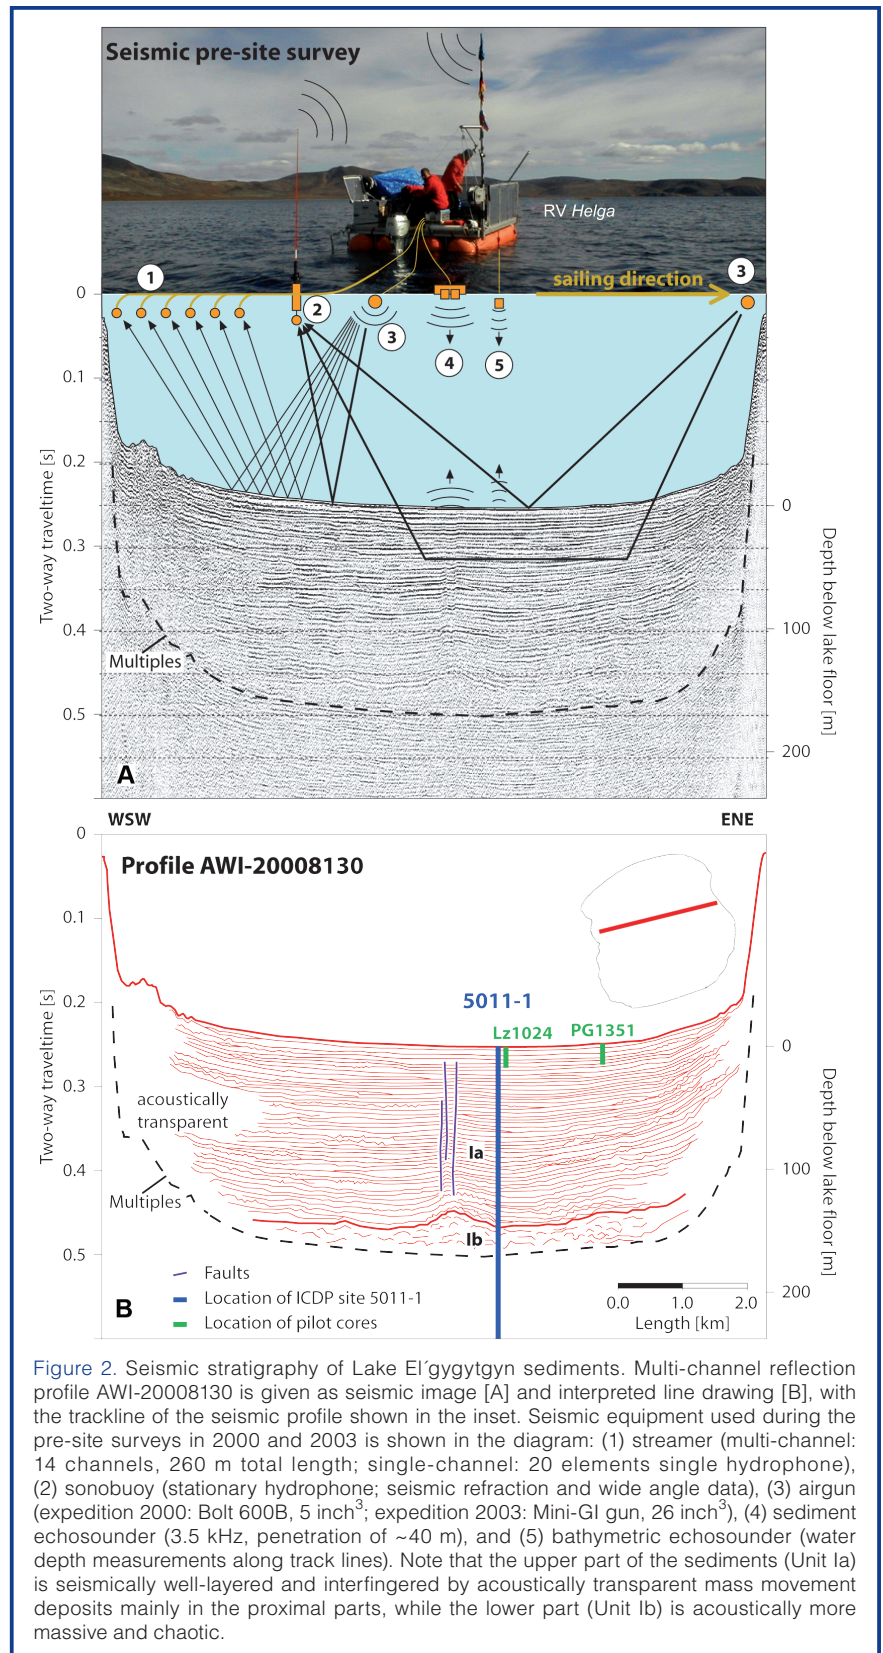 Seismic pre-site survey
RV Helga
1
sailing direction
3
0
2
3
4
5
0.1
0.2
0.3
0.4
0.5
Two-way traveltime [s]
0
100
200
Depth below lake floor [m]
Multiples
A
WSW
ENE
0
Profile AWI-20008130
0.1
0.2
0.3
0.4
0.5
Two-way traveltime [s]
5011-1
Lz1024
PG1351
0
100
200
Depth below lake floor [m]
acoustically
transparent
Ia
Multiples
Ib
Faults
Location of ICDP site 5011-1
Location of pilot cores
B
0.0 1.0 2.0
Length [km]
Figure 2. Seismic stratigraphy of Lake El´gygytgyn sediments. Multi-channel reflection
profile AWI-20008130 is given as seismic image [A] and interpreted line drawing [B], with
the trackline of the seismic profile shown in the inset. Seismic equipment used during the
pre-site surveys in 2000 and 2003 is shown in the diagram: (1) streamer (multi-channel:
14 channels, 260 m total length; single-channel: 20 elements single hydrophone),
(2) sonobuoy (stationary hydrophone; seismic refraction and wide angle data), (3) airgun
(expedition 2000: Bolt 600B, 5 inch³; expedition 2003: Mini-GI gun, 26 inch³), (4) sediment
echosounder (3.5 kHz, penetration of ~40 m), and (5) bathymetric echosounder (water
depth measurements along track lines). Note that the upper part of the sediments (Unit Ia)
is seismically well-layered and interfingered by acoustically transparent mass movement
deposits mainly in the proximal parts, while the lower part (Unit Ib) is acoustically more
massive and chaotic.